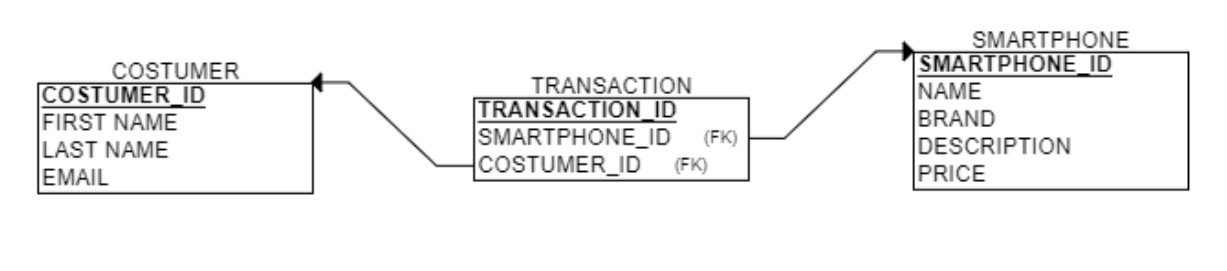 COSTUMER
COSTUMER_ID
FIRST NAME
LAST NAME
EMAIL
TRANSACTION
TRANSACTION_ID
SMARTPHONE_ID (FK)
COSTUMER_ID (FK)
SMARTPHONE
SMARTPHONE_ID
NAME
BRAND
DESCRIPTION
PRICE